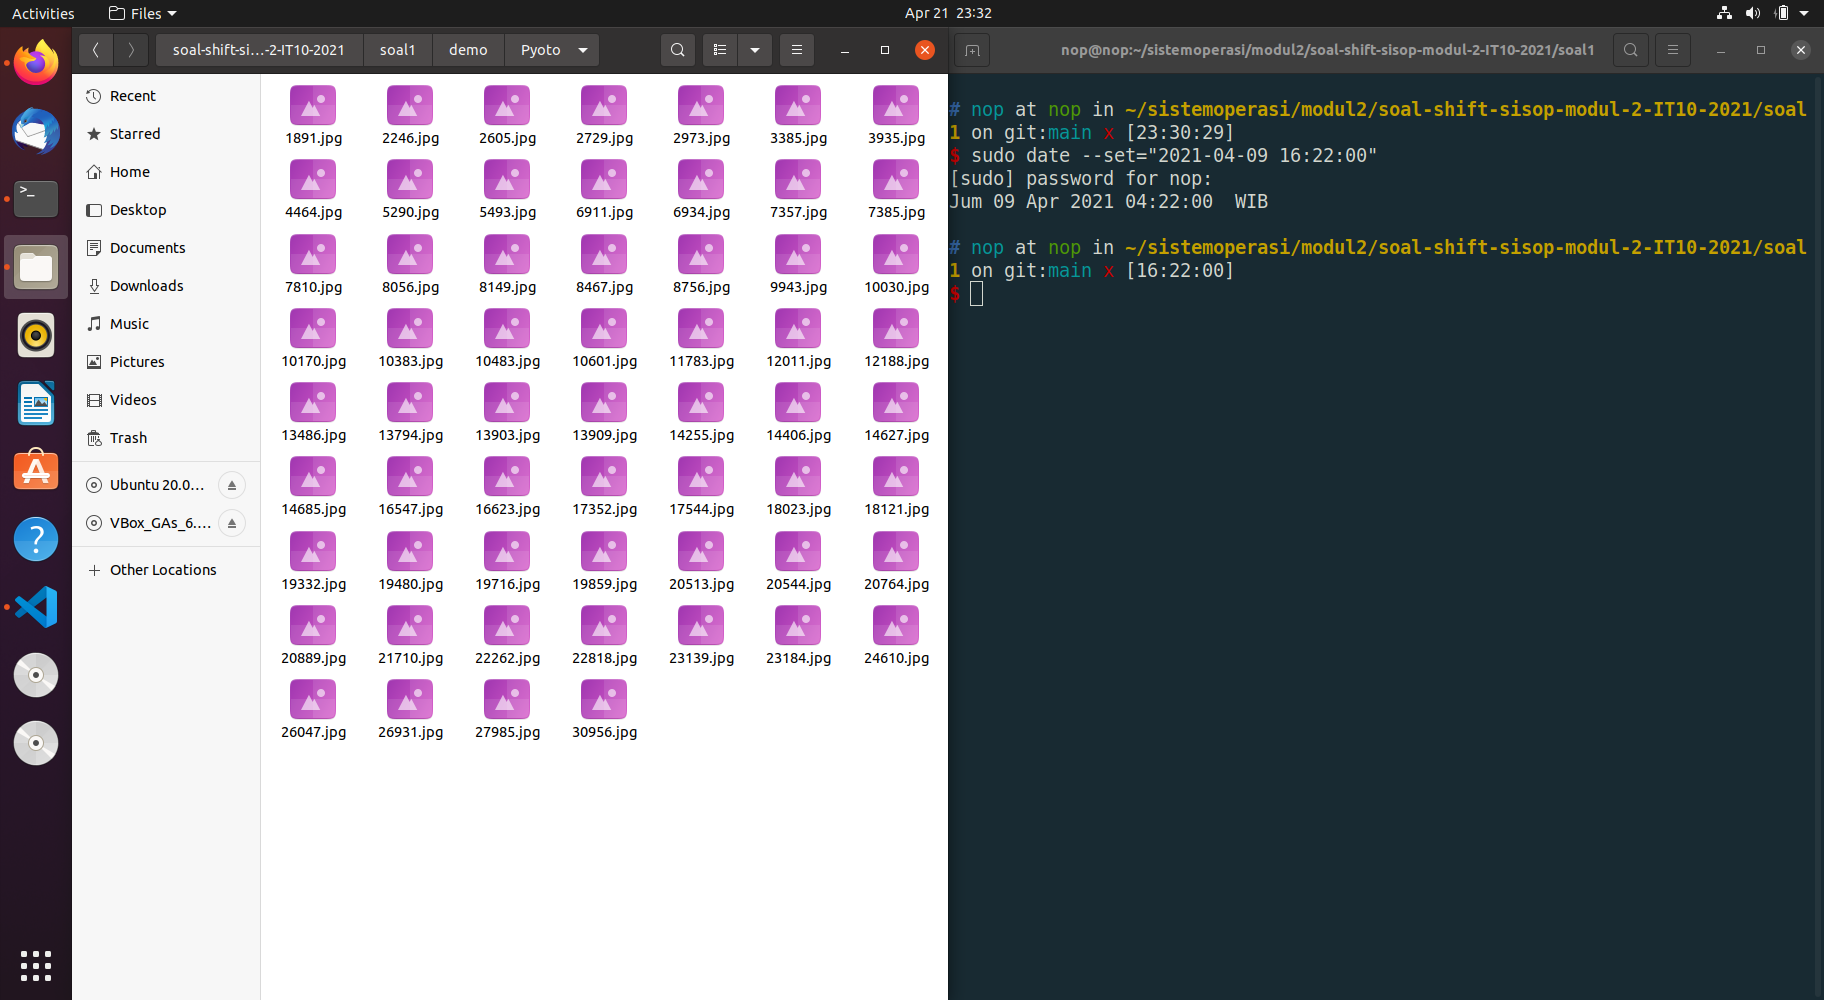 Activities Files Apr 21 23:32
soal-shift-si...-2-IT10-2021 soal1 demo Pyoto
Recent
Starred
Home
Desktop
Documents
Downloads
Music
Pictures
Videos
Trash
Ubuntu 20.0...
VBox_GAs_6....
Other Locations
1891.jpg 2246.jpg 2605.jpg 2729.jpg 2973.jpg 3385.jpg 3935.jpg
4464.jpg 5290.jpg 5493.jpg 6911.jpg 6934.jpg 7357.jpg 7385.jpg
7810.jpg 8056.jpg 8149.jpg 8467.jpg 8756.jpg 9943.jpg 10030.jpg
10170.jpg 10383.jpg 10483.jpg 10601.jpg 11783.jpg 12011.jpg 12188.jpg
13486.jpg 13794.jpg 13903.jpg 13909.jpg 14255.jpg 14406.jpg 14627.jpg
14685.jpg 16547.jpg 16623.jpg 17352.jpg 17544.jpg 18023.jpg 18121.jpg
19332.jpg 19480.jpg 19716.jpg 19859.jpg 20513.jpg 20544.jpg 20764.jpg
20889.jpg 21710.jpg 22262.jpg 22818.jpg 23139.jpg 23184.jpg 24610.jpg
26047.jpg 26931.jpg 27985.jpg 30956.jpg
nop@nop:~/sistemoperasi/modul2/soal-shift-sisop-modul-2-IT10-2021/soal1
# nop at nop in ~/sistemoperasi/modul2/soal-shift-sisop-modul-2-IT10-2021/soal
1 on git:main x [23:30:29]
$ sudo date --set="2021-04-09 16:22:00"
[sudo] password for nop:
Jum 09 Apr 2021 04:22:00  WIB
# nop at nop in ~/sistemoperasi/modul2/soal-shift-sisop-modul-2-IT10-2021/soal
1 on git:main x [16:22:00]
$